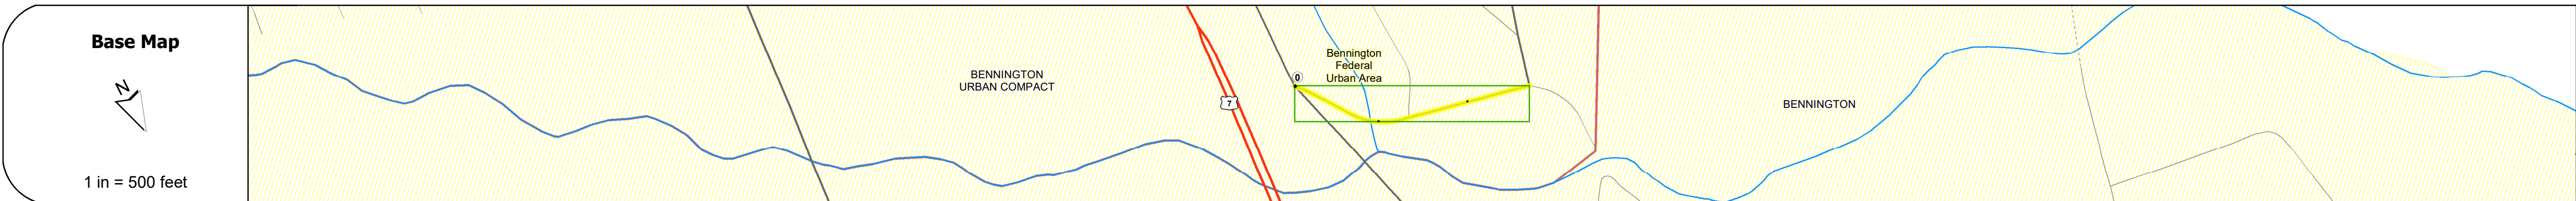 Base Map
N
1 in = 500 feet
BENNINGTON
URBAN COMPACT
7
0
Bennington
Federal
Urban Area
BENNINGTON